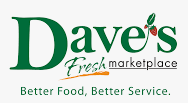 Dave's
Fresh marketplace
Better Food, Better Service.